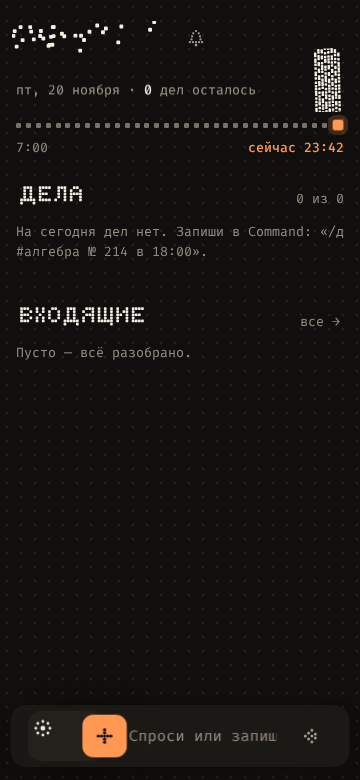 пт, 20 ноября · 0 дел осталось
7:00
сейчас 23:42
ДЕЛА
0 из 0
На сегодня дел нет. Запиши в Command: «/д
#алгебра № 214 в 18:00».
ВХОДЯЩИЕ
все →
Пусто — всё разобрано.
Спроси или запиш